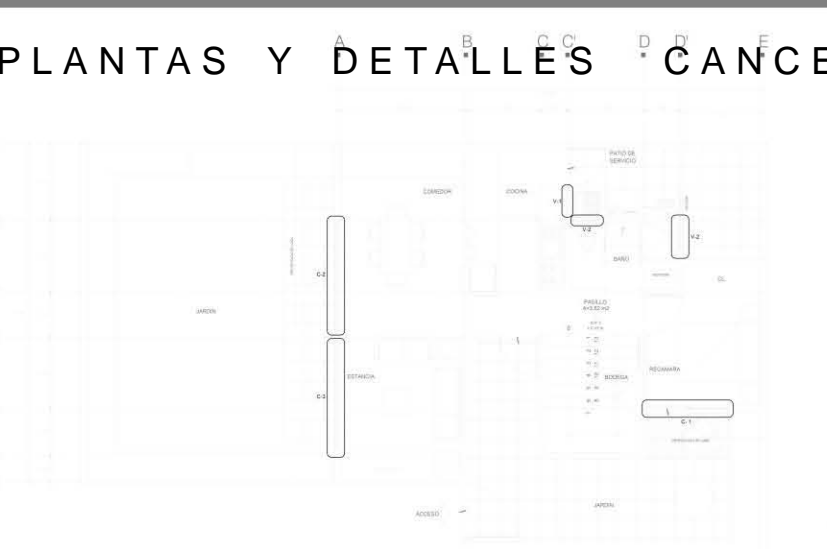 A B C C' D D' E
PLANTAS Y DETALLES CANCE
PATIO DE
SERVICIO
COMEDOR
COCINA
V-1
V-2
V-2
BAÑO
C-2
CL.
JARDIN
PASILLO
ESTANCIA
BODEGA
RECAMARA
C-3
C-1
ACCESO
JARDIN